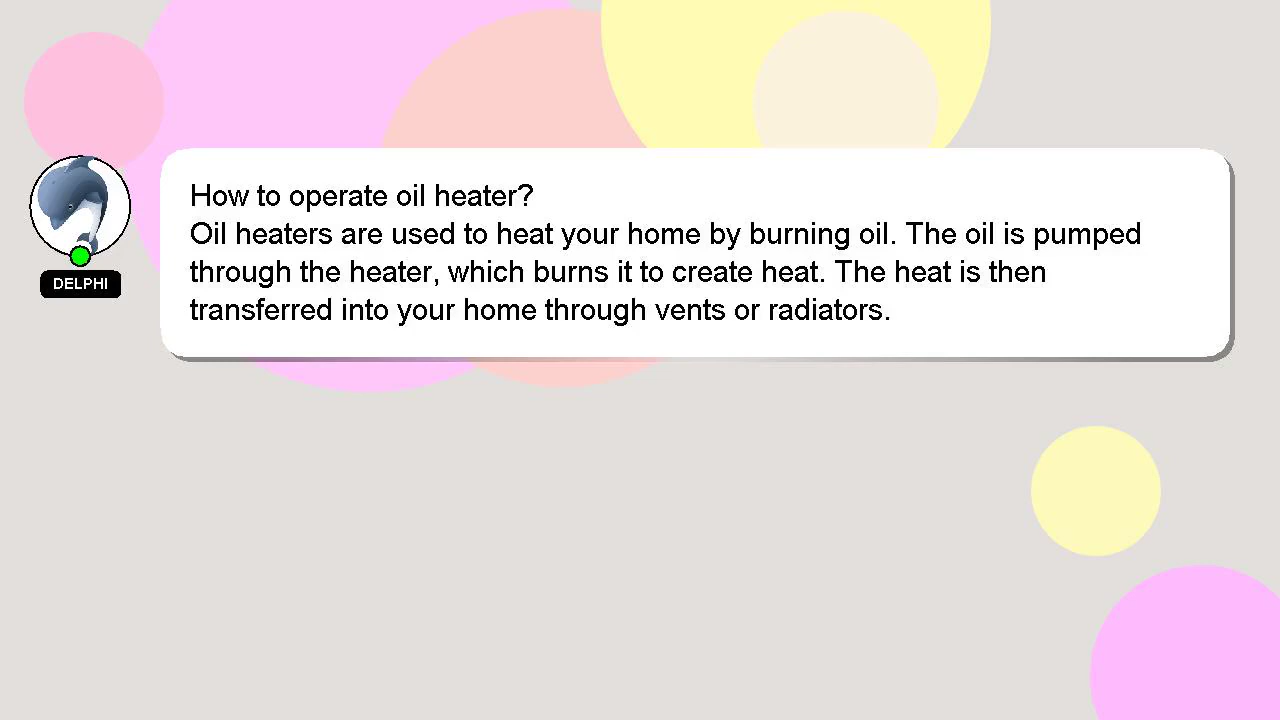 How to operate oil heater?
Oil heaters are used to heat your home by burning oil. The oil is pumped
through the heater, which burns it to create heat. The heat is then
transferred into your home through vents or radiators.
DELPHI